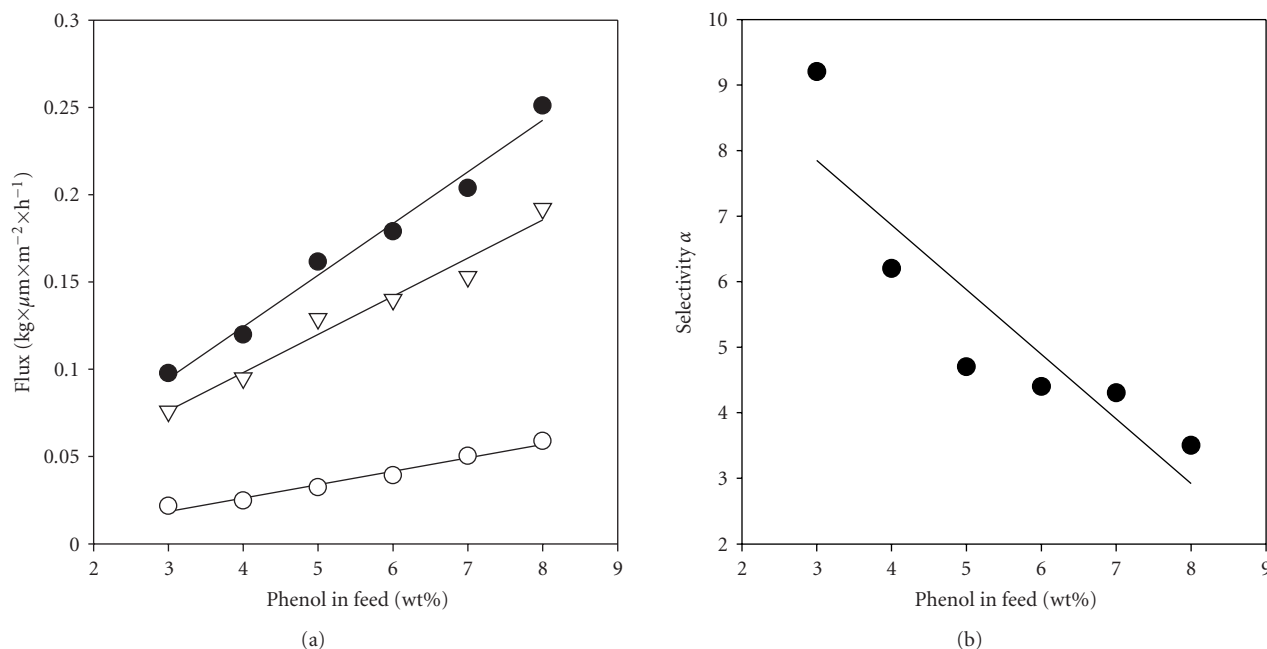 0.3
0.25
0.2
0.15
0.1
0.05
0
2 3 4 5 6 7 8 9
Flux (kg×μm×m−2×h−1)
Phenol in feed (wt%)
(a)
10
9
8
7
6
5
4
3
2
2 3 4 5 6 7 8 9
Selectivity α
Phenol in feed (wt%)
(b)